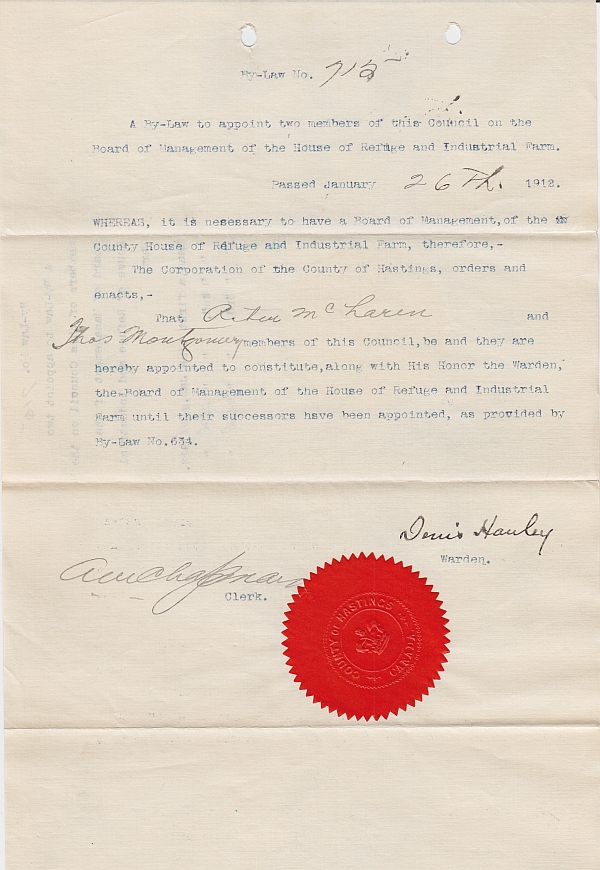 By-Law No. 715
A By-Law to appoint two members of this Council on the
Board of Management of the House of Refuge and Industrial Farm.
Passed January 26Th. 1912.
WHEREAS, it is nesessary to have a Board of Management,of the
County House of Refuge and Industrial Farm, therefore,-
The Corporation of the County of Hastings, orders and
enacts,-
That McLaren and
Thos Montgomery members of this Council,be and they are
hereby appointed to constitute,along with His Honor the Warden,
the Board of Management of the House of Refuge and Industrial
Farm until their successors have been appointed, as provided by
By-Law No.634.
Denis Hanley
Warden.
Clerk.
COUNTY OF HASTINGS
CANADA